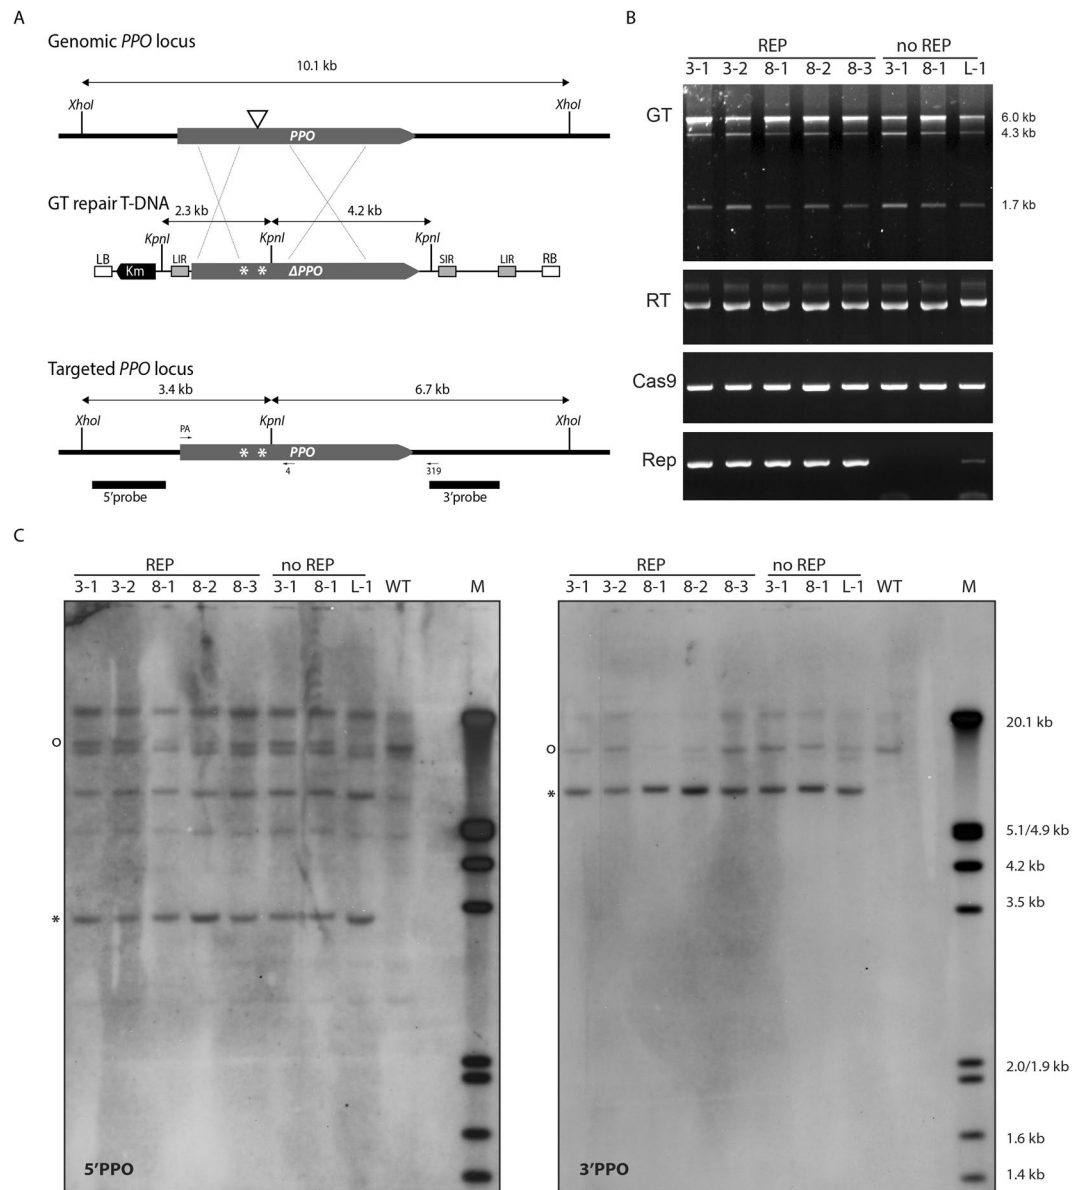 A
Genomic PPO locus
10.1 kb
XhoI
XhoI
PPO
GT repair T-DNA
2.3 kb
4.2 kb
KpnI
KpnI
KpnI
LB
Km
LIR
* *
ΔPPO
SIR
LIR
RB
Targeted PPO locus
3.4 kb
6.7 kb
XhoI
KpnI
XhoI
PA
* *
PPO
4
319
5'probe
3'probe
B
REP
no REP
3-1 3-2 8-1 8-2 8-3 3-1 8-1 L-1
GT
6.0 kb
4.3 kb
1.7 kb
RT
Cas9
Rep
C
REP
no REP
3-1 3-2 8-1 8-2 8-3 3-1 8-1 L-1 WT M
o
*
5'PPO
REP
no REP
3-1 3-2 8-1 8-2 8-3 3-1 8-1 L-1 WT M
o
*
20.1 kb
5.1/4.9 kb
4.2 kb
3.5 kb
2.0/1.9 kb
1.6 kb
1.4 kb
3'PPO